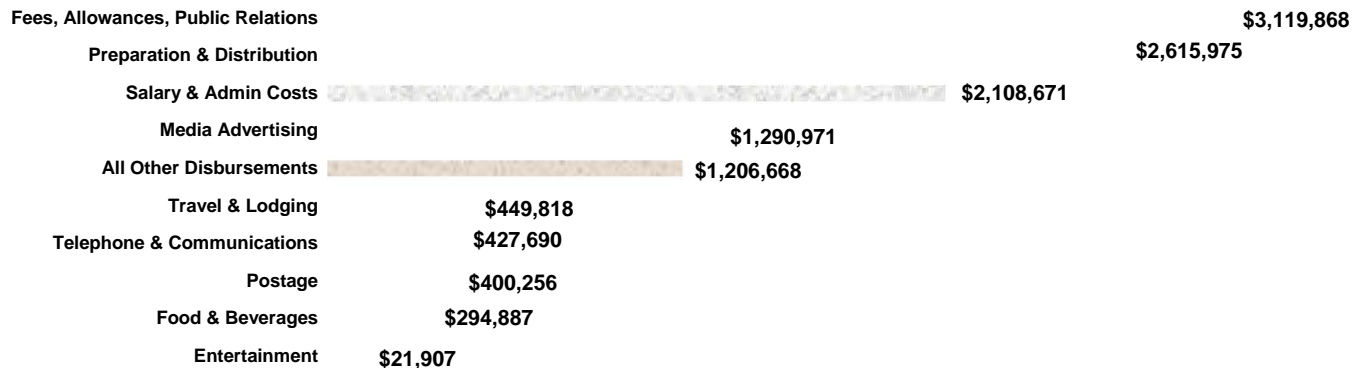 Fees, Allowances, Public Relations $3,119,868
Preparation & Distribution $2,615,975
Salary & Admin Costs $2,108,671
Media Advertising $1,290,971
All Other Disbursements $1,206,668
Travel & Lodging $449,818
Telephone & Communications $427,690
Postage $400,256
Food & Beverages $294,887
Entertainment $21,907